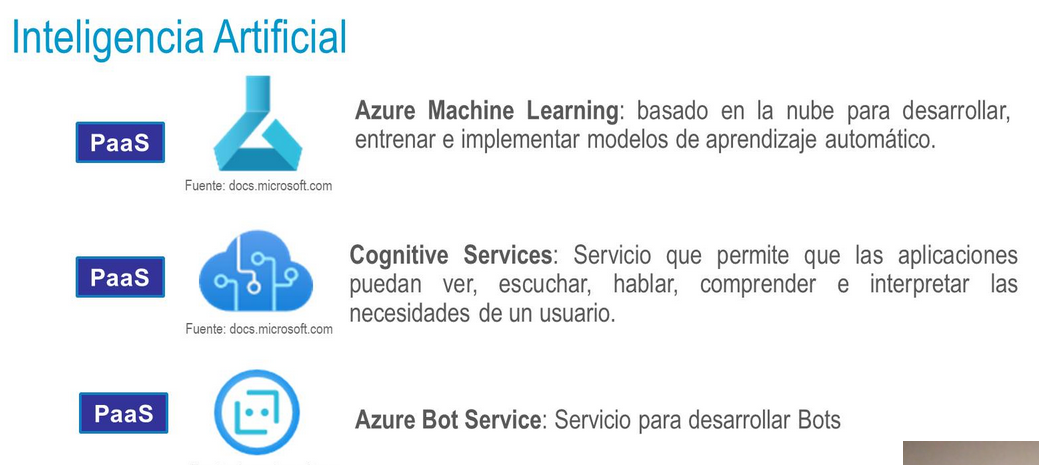 Inteligencia Artificial
PaaS
Azure Machine Learning: basado en la nube para desarrollar,
entrenar e implementar modelos de aprendizaje automático.
Fuente: docs.microsoft.com
PaaS
Cognitive Services: Servicio que permite que las aplicaciones
puedan ver, escuchar, hablar, comprender e interpretar las
necesidades de un usuario.
Fuente: docs.microsoft.com
PaaS
Azure Bot Service: Servicio para desarrollar Bots